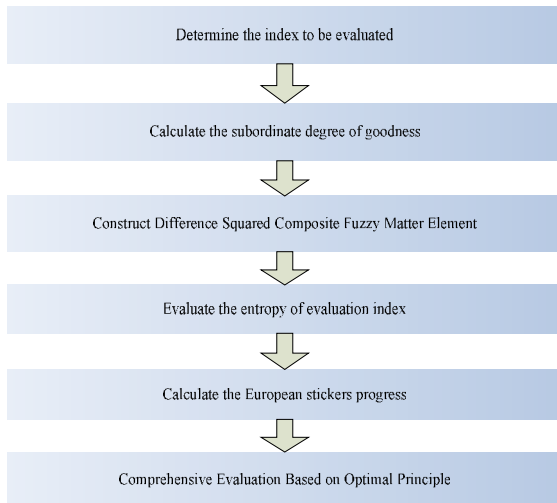 Determine the index to be evaluated
Calculate the subordinate degree of goodness
Construct Difference Squared Composite Fuzzy Matter Element
Evaluate the entropy of evaluation index
Calculate the European stickers progress
Comprehensive Evaluation Based on Optimal Principle